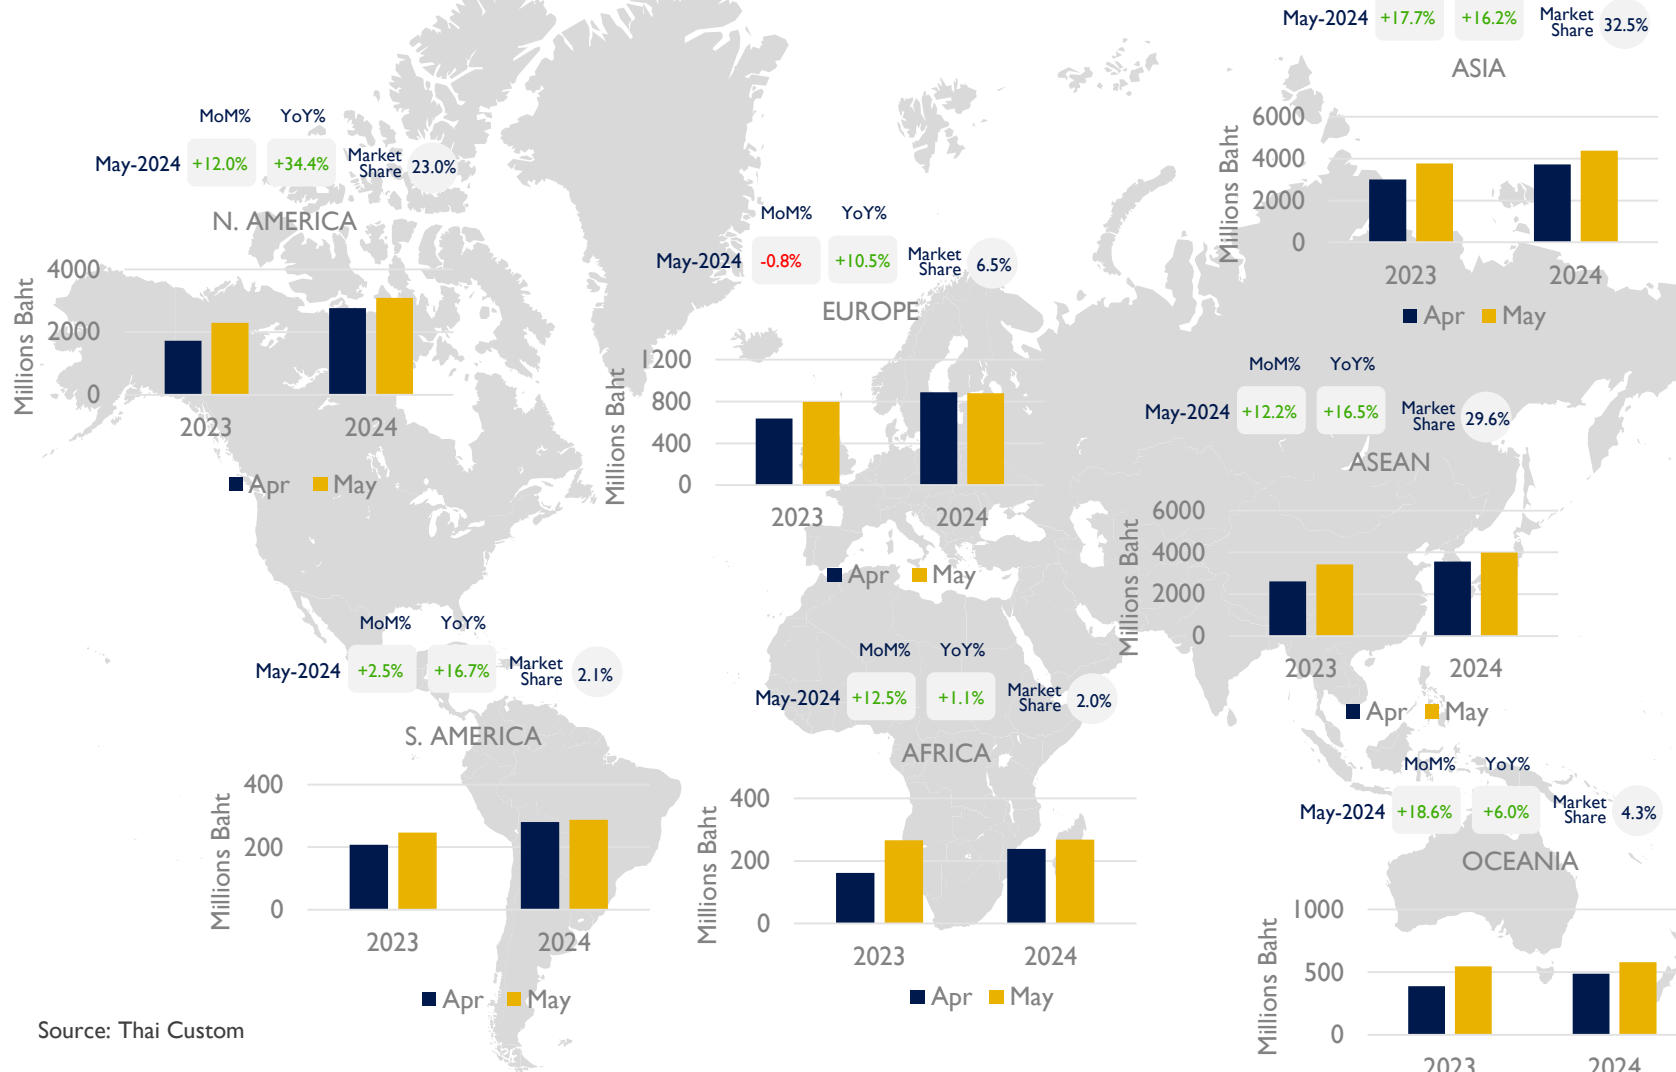 May-2024 +17.7% +16.2% Market Share 32.5%
ASIA
Millions Baht
6000
4000
2000
0
2023 2024
Apr May
MoM% YoY%
May-2024 +12.0% +34.4% Market Share 23.0%
N. AMERICA
Millions Baht
4000
2000
0
2023 2024
Apr May
MoM% YoY%
May-2024 -0.8% +10.5% Market Share 6.5%
EUROPE
Millions Baht
1200
800
400
0
2023 2024
Apr May
MoM% YoY%
May-2024 +12.2% +16.5% Market Share 29.6%
ASEAN
Millions Baht
6000
4000
2000
0
2023 2024
Apr May
MoM% YoY%
May-2024 +2.5% +16.7% Market Share 2.1%
S. AMERICA
Millions Baht
400
200
0
2023 2024
Apr May
MoM% YoY%
May-2024 +12.5% +1.1% Market Share 2.0%
AFRICA
Millions Baht
400
200
0
2023 2024
Apr May
MoM% YoY%
May-2024 +18.6% +6.0% Market Share 4.3%
OCEANIA
Millions Baht
1000
500
0
2023 2024
Source: Thai Custom